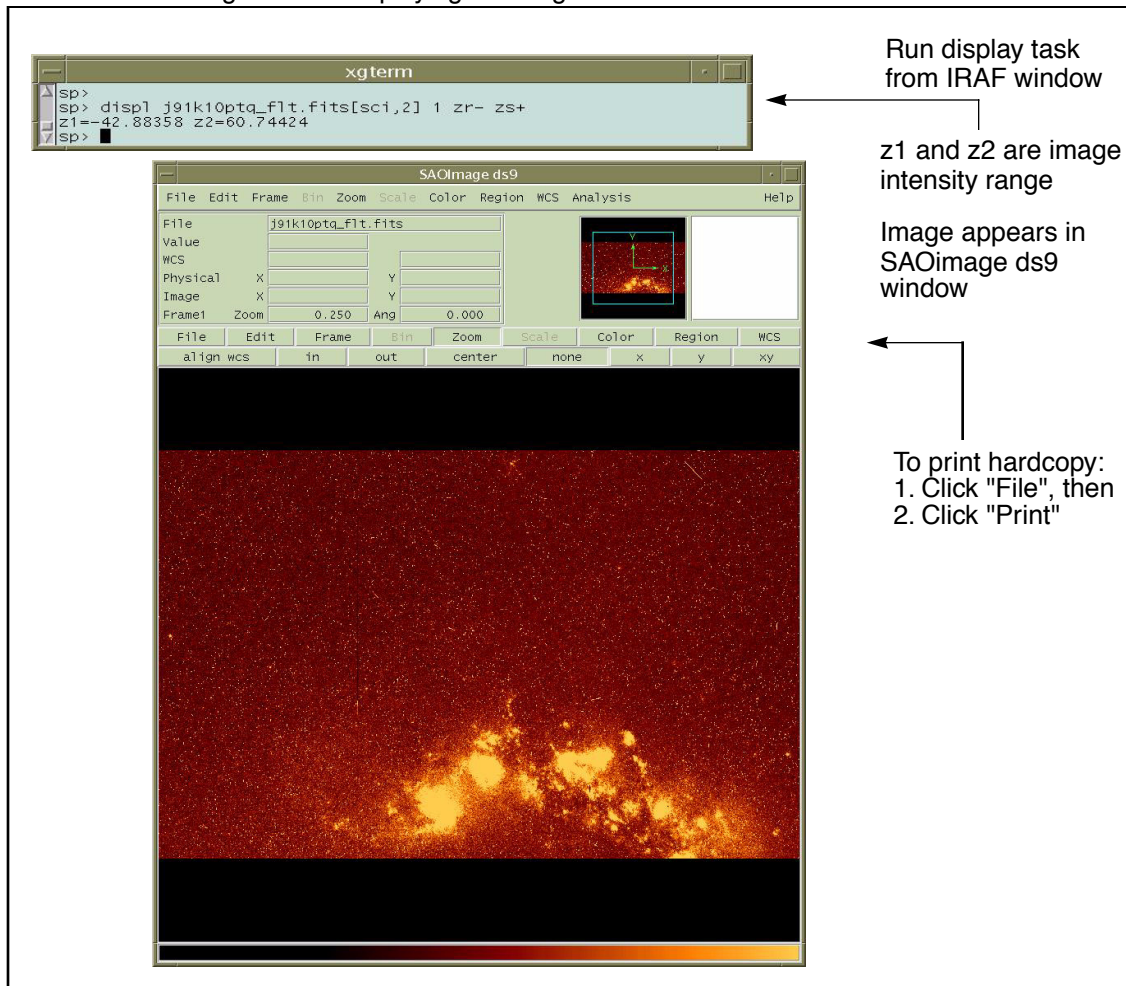 xgterm
sp>
sp> displ j91k10ptq_flt.fits[sci,2] 1 zr- zs+
z1=-42.88358 z2=60.74424
sp>
Run display task
from IRAF window
z1 and z2 are image
intensity range
Image appears in
SAOimage ds9
window
To print hardcopy:
1. Click "File", then
2. Click "Print"
SAOImage ds9
File Edit Frame Bin Zoom Scale Color Region WCS Analysis Help
File j91k10ptq_flt.fits
Value
WCS
Physical X Y
Image X Y
Frame1 Zoom 0.250 Ang 0.000
Y
X
File Edit Frame Bin Zoom Scale Color Region WCS
align wcs in out center none x y xy